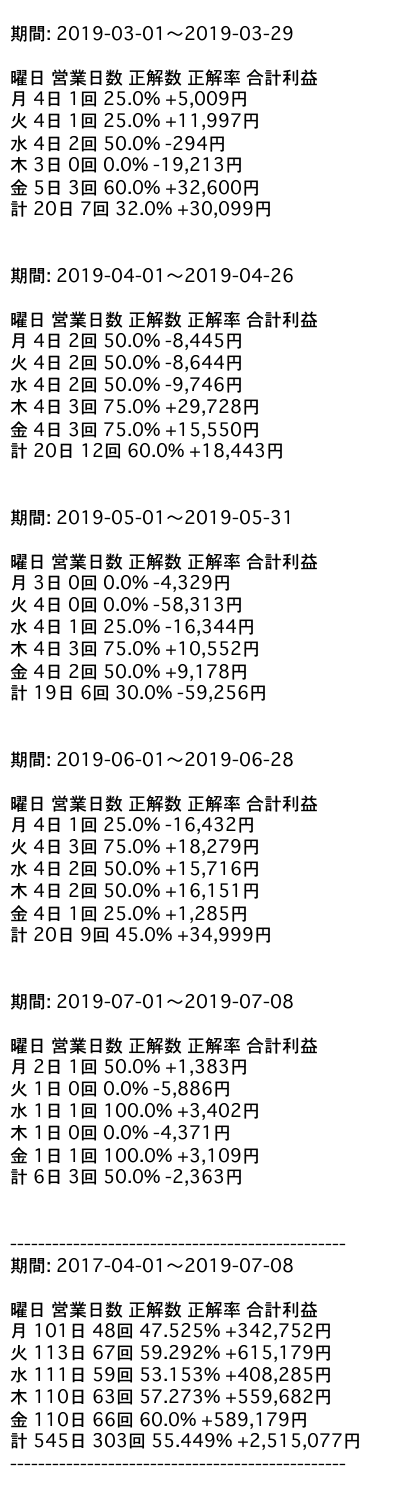 期間: 2019-03-01～2019-03-29
曜日 営業日数 正解数 正解率 合計利益
月 4日 1回 25.0% +5,009円
火 4日 1回 25.0% +11,997円
水 4日 2回 50.0% -294円
木 3日 0回 0.0% -19,213円
金 5日 3回 60.0% +32,600円
計 20日 7回 32.0% +30,099円
期間: 2019-04-01～2019-04-26
曜日 営業日数 正解数 正解率 合計利益
月 4日 2回 50.0% -8,445円
火 4日 2回 50.0% -8,644円
水 4日 2回 50.0% -9,746円
木 4日 3回 75.0% +29,728円
金 4日 3回 75.0% +15,550円
計 20日 12回 60.0% +18,443円
期間: 2019-05-01～2019-05-31
曜日 営業日数 正解数 正解率 合計利益
月 3日 0回 0.0% -4,329円
火 4日 0回 0.0% -58,313円
水 4日 1回 25.0% -16,344円
木 4日 3回 75.0% +10,552円
金 4日 2回 50.0% +9,178円
計 19日 6回 30.0% -59,256円
期間: 2019-06-01～2019-06-28
曜日 営業日数 正解数 正解率 合計利益
月 4日 1回 25.0% -16,432円
火 4日 3回 75.0% +18,279円
水 4日 2回 50.0% +15,716円
木 4日 2回 50.0% +16,151円
金 4日 1回 25.0% +1,285円
計 20日 9回 45.0% +34,999円
期間: 2019-07-01～2019-07-08
曜日 営業日数 正解数 正解率 合計利益
月 2日 1回 50.0% +1,383円
火 1日 0回 0.0% -5,886円
水 1日 1回 100.0% +3,402円
木 1日 0回 0.0% -4,371円
金 1日 1回 100.0% +3,109円
計 6日 3回 50.0% -2,363円
------------------------------------------------
期間: 2017-04-01～2019-07-08
曜日 営業日数 正解数 正解率 合計利益
月 101日 48回 47.525% +342,752円
火 113日 67回 59.292% +615,179円
水 111日 59回 53.153% +408,285円
木 110日 63回 57.273% +559,682円
金 110日 66回 60.0% +589,179円
計 545日 303回 55.449% +2,515,077円
------------------------------------------------